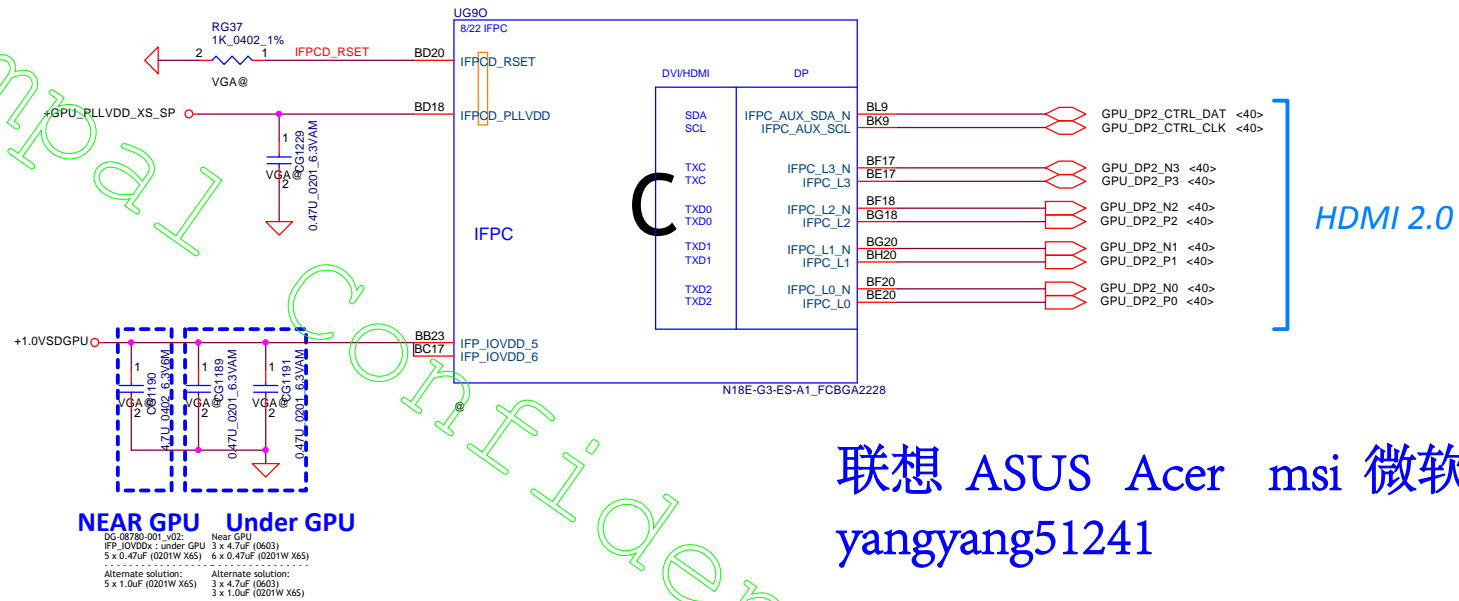 UG9O
8/22 IFPC
RG37
1K_0402_1%
2
1
IFPCD_RSET
BD20
IFPCD_RSET
VGA@
+GPU_PLLVDD_XS_SP
BD18
IFPCD_PLLVDD
1
2
VGA@
CG1229
0.47U_0201_6.3VAM
IFPC
DVI/HDMI
DP
C
SDA
IFPC_AUX_SDA_N
BL9
GPU_DP2_CTRL_DAT <40>
SCL
IFPC_AUX_SCL
BK9
GPU_DP2_CTRL_CLK <40>
TXC
IFPC_L3_N
BF17
GPU_DP2_N3 <40>
TXC
IFPC_L3
BE17
GPU_DP2_P3 <40>
TXD0
IFPC_L2_N
BF18
GPU_DP2_N2 <40>
TXD0
IFPC_L2
BG18
GPU_DP2_P2 <40>
TXD1
IFPC_L1_N
BG20
GPU_DP2_N1 <40>
TXD1
IFPC_L1
BH20
GPU_DP2_P1 <40>
TXD2
IFPC_L0_N
BF20
GPU_DP2_N0 <40>
TXD2
IFPC_L0
BE20
GPU_DP2_P0 <40>
HDMI 2.0
+1.0VSDGPU
BB23
IFP_IOVDD_5
BC17
IFP_IOVDD_6
1
2
VGA@
CG1190
4.7U_0402_6.3V6M
1
2
VGA@
CG1189
0.47U_0201_6.3VAM
1
2
VGA@
CG1191
0.47U_0201_6.3VAM
N18E-G3-ES-A1_FCBGA2228
@
NEAR GPU
Under GPU
DG-08780-001_v02:
IFP_IOVDDx : under GPU
5 x 0.47uF (0201W X6S)
Alternate solution:
5 x 1.0uF (0201W X6S)
Near GPU
3 x 4.7uF (0603)
6 x 0.47uF (0201W X6S)
Alternate solution:
3 x 4.7uF (0603)
3 x 1.0uF (0201W X6S)
mpal Confiden
联想 ASUS Acer msi 微软
yangyang51241